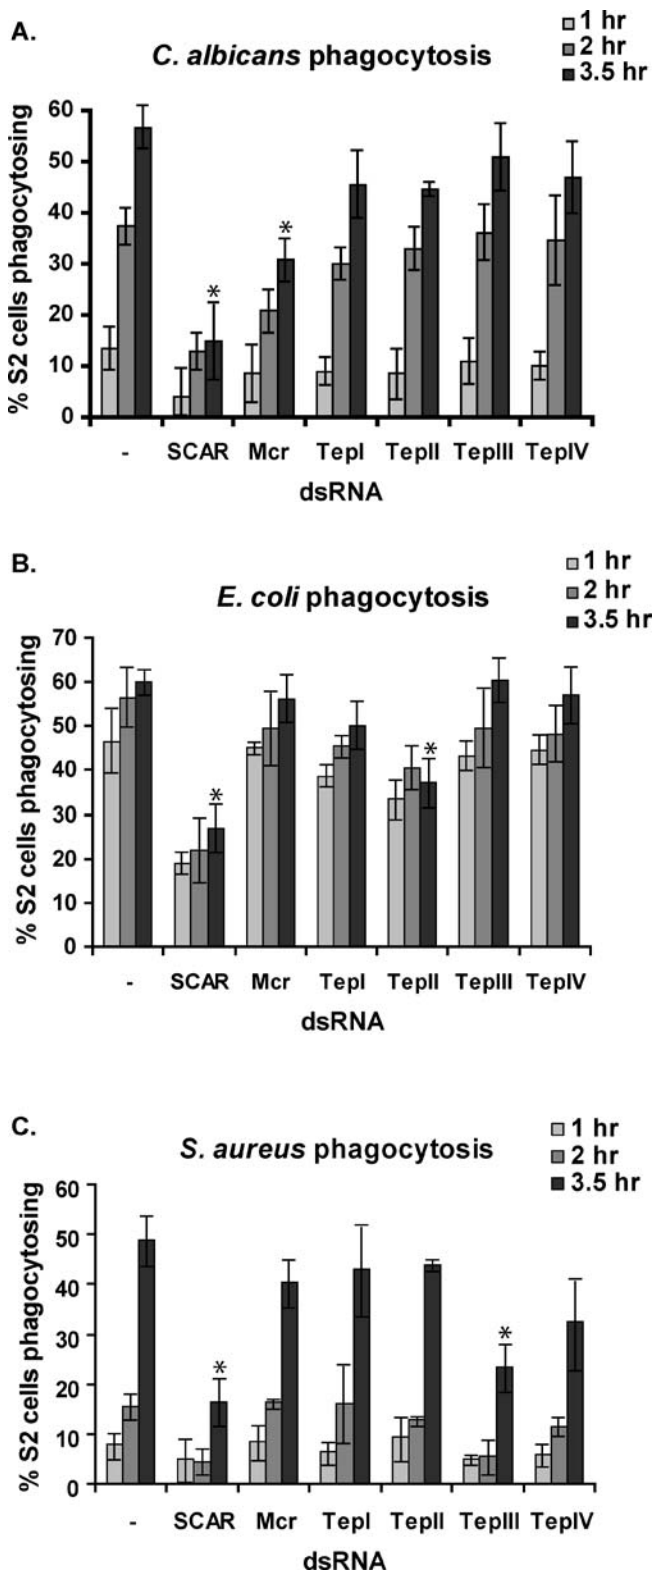 A.
C. albicans phagocytosis
1 hr
2 hr
3.5 hr
% S2 cells phagocytosing
60
50
40
30
20
10
0
*
*
- SCAR Mcr TepI TepII TepIII TepIV
dsRNA
B.
E. coli phagocytosis
1 hr
2 hr
3.5 hr
% S2 cells phagocytosing
70
60
50
40
30
20
10
0
*
*
- SCAR Mcr TepI TepII TepIII TepIV
dsRNA
C.
S. aureus phagocytosis
1 hr
2 hr
3.5 hr
% S2 cells phagocytosing
60
50
40
30
20
10
0
*
*
- SCAR Mcr TepI TepII TepIII TepIV
dsRNA